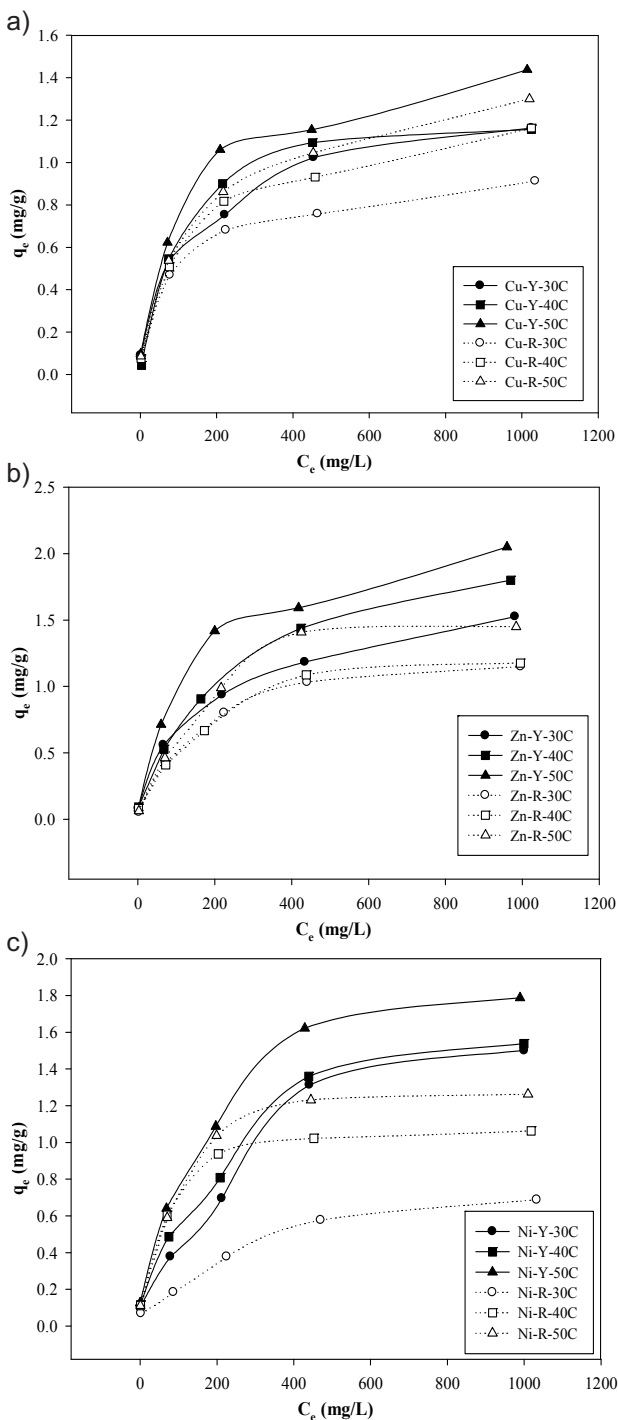 a)
1.6
1.4
1.2
1.0
0.8
0.6
0.4
0.2
0.0
qe (mg/g)
Cu-Y-30C
Cu-Y-40C
Cu-Y-50C
Cu-R-30C
Cu-R-40C
Cu-R-50C
0 200 400 600 800 1000 1200
Ce (mg/L)
b)
2.5
2.0
1.5
1.0
0.5
0.0
qe (mg/g)
Zn-Y-30C
Zn-Y-40C
Zn-Y-50C
Zn-R-30C
Zn-R-40C
Zn-R-50C
0 200 400 600 800 1000 1200
Ce (mg/L)
c)
2.0
1.8
1.6
1.4
1.2
1.0
0.8
0.6
0.4
0.2
0.0
qe (mg/g)
Ni-Y-30C
Ni-Y-40C
Ni-Y-50C
Ni-R-30C
Ni-R-40C
Ni-R-50C
0 200 400 600 800 1000 1200
Ce (mg/L)